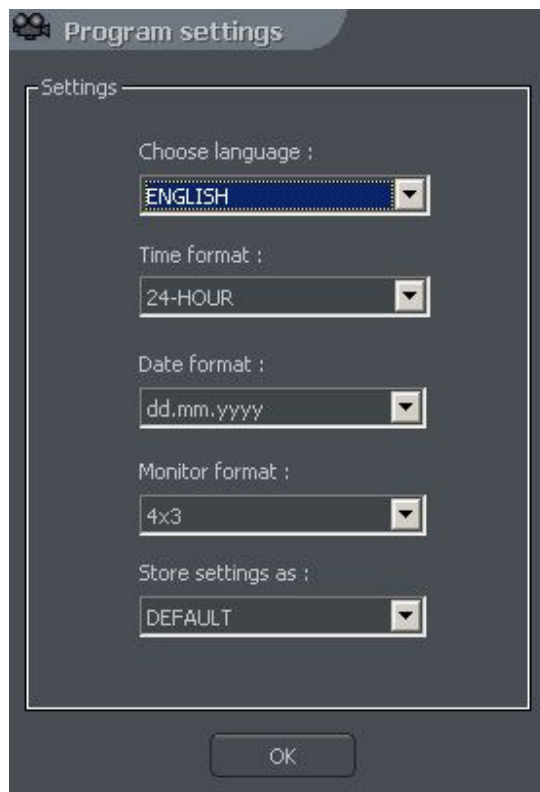 Program settings
Settings
Choose language :
ENGLISH
Time format :
24-HOUR
Date format :
dd.mm.yyyy
Monitor format :
4x3
Store settings as :
DEFAULT
OK